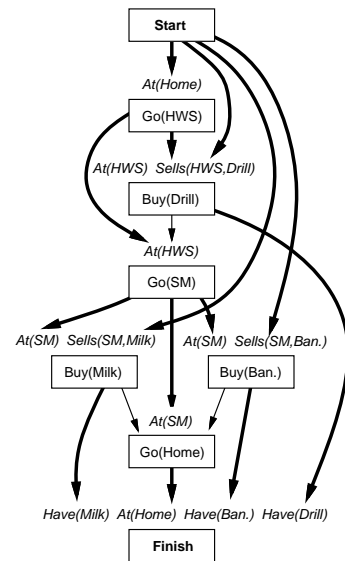 Start
At(Home)
Go(HWS)
At(HWS) Sells(HWS,Drill)
Buy(Drill)
At(HWS)
Go(SM)
At(SM) Sells(SM,Milk) At(SM) Sells(SM,Ban.)
Buy(Milk) Buy(Ban.)
At(SM)
Go(Home)
Have(Milk) At(Home) Have(Ban.) Have(Drill)
Finish